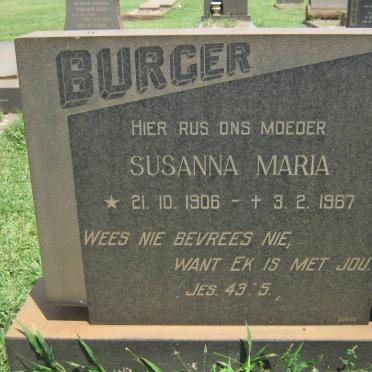 BURGER
HIER RUS ONS MOEDER
SUSANNA MARIA
★ 21. 10. 1906 - ✝ 3. 2. 1967
WEES NIE BEVREES NIE,
WANT EK IS MET JOU.
JES. 43:5.